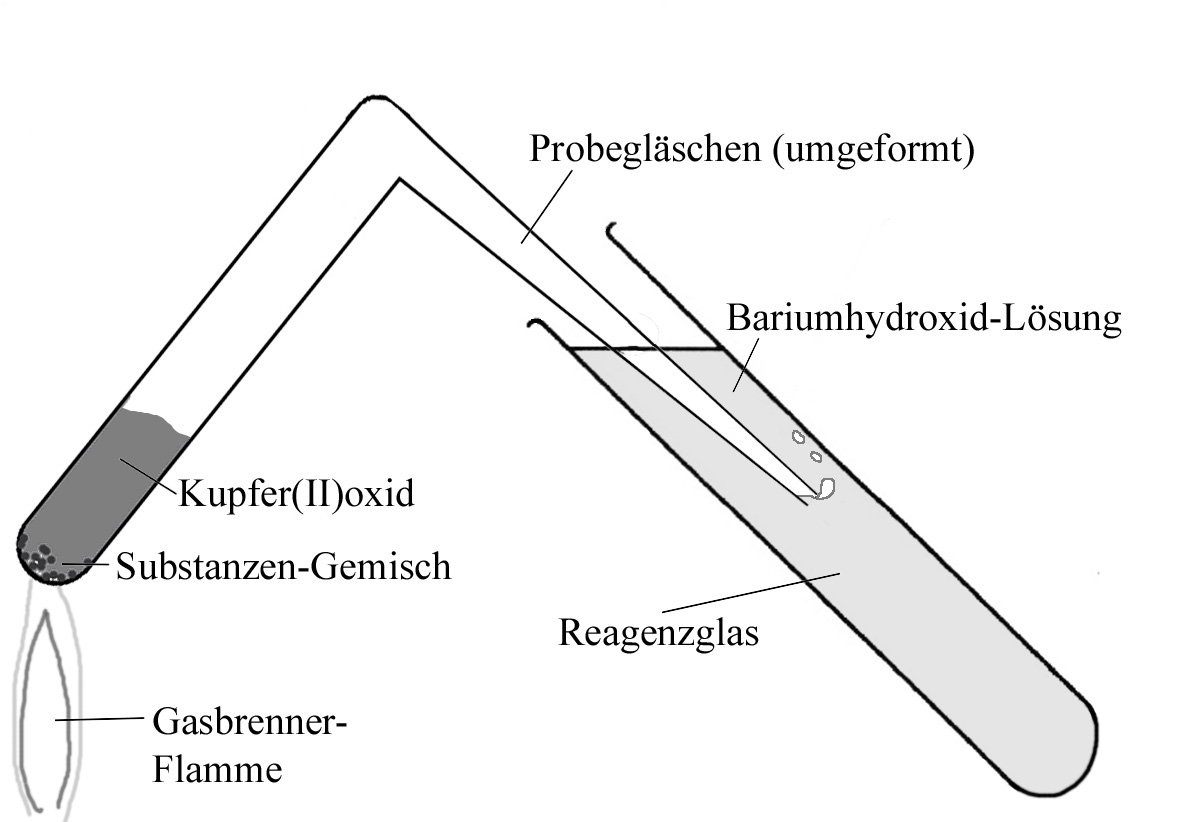 Probegläschen (umgeformt)
Bariumhydroxid-Lösung
Kupfer(II)oxid
Substanzen-Gemisch
Reagenzglas
Gasbrenner-
Flamme